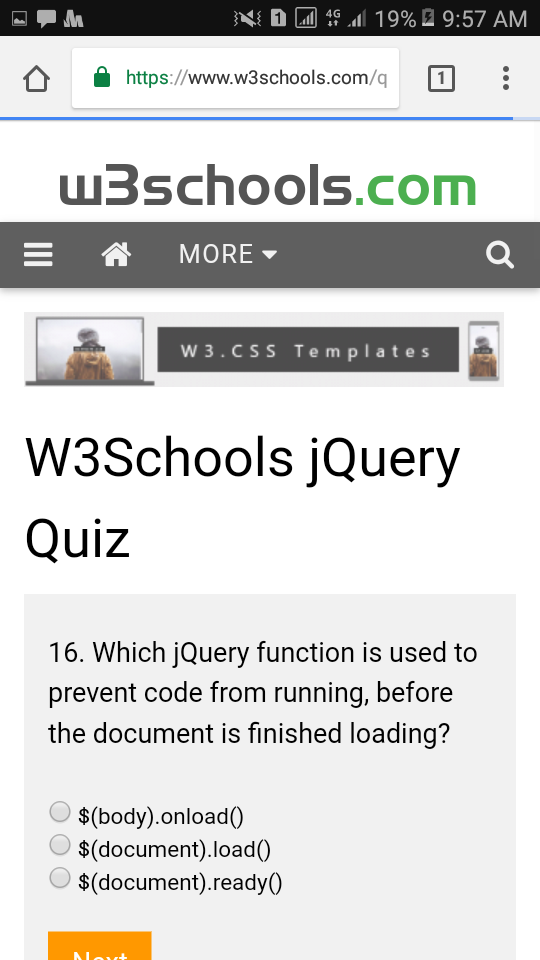 1 4G 19% 9:57 AM
https://www.w3schools.com/q
1
w3schools.com
MORE
W3.CSS Templates
W3Schools jQuery
Quiz
16. Which jQuery function is used to
prevent code from running, before
the document is finished loading?
$(body).onload()
$(document).load()
$(document).ready()
Next